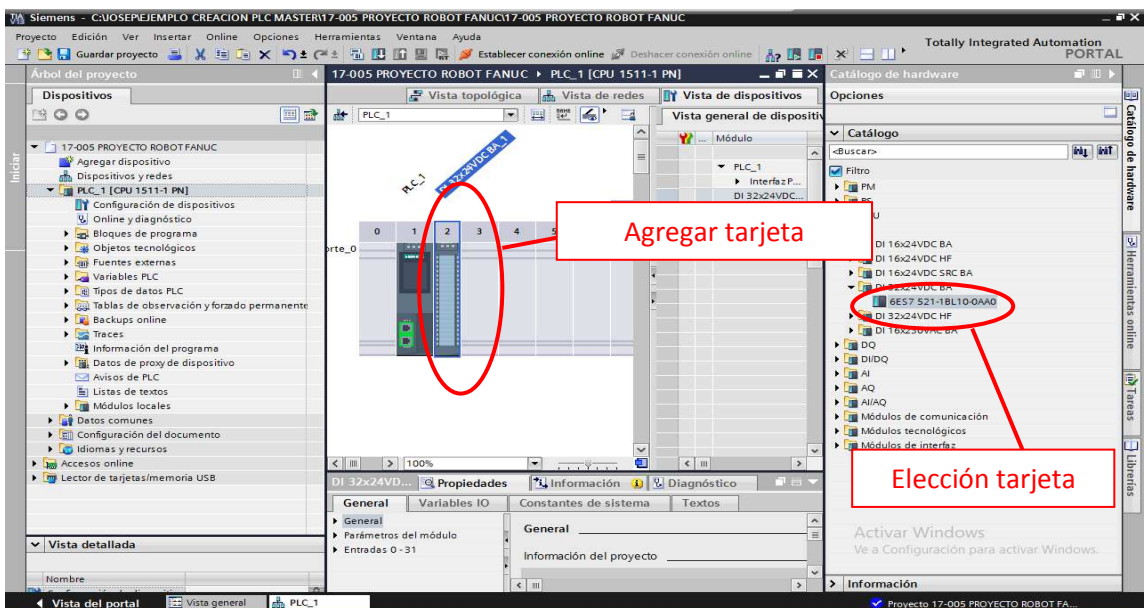 Siemens - C:\JOSEP\EJEMPLO CREACION PLC MASTER\17-005 PROYECTO ROBOT FANUC\17-005 PROYECTO ROBOT FANUC
Proyecto Edición Ver Insertar Online Opciones Herramientas Ventana Ayuda
Guardar proyecto Establecer conexión online Deshacer conexión online
Totally Integrated Automation
PORTAL
Iniciar
Árbol del proyecto
Dispositivos
17-005 PROYECTO ROBOT FANUC
Agregar dispositivo
Dispositivos y redes
PLC_1 [CPU 1511-1 PN]
Configuración de dispositivos
Online y diagnóstico
Bloques de programa
Objetos tecnológicos
Fuentes externas
Variables PLC
Tipos de datos PLC
Tablas de observación y forzado permanente
Backups online
Traces
Información del programa
Datos de proxy de dispositivo
Avisos de PLC
Listas de textos
Módulos locales
Datos comunes
Configuración del documento
Idiomas y recursos
Accesos online
Lector de tarjetas/memoria USB
Vista detallada
Nombre
17-005 PROYECTO ROBOT FANUC PLC_1 [CPU 1511-1 PN]
Vista topológica Vista de redes Vista de dispositivos
PLC_1
PLC_1
DI 32x24VDC BA_1
0 1 2 3 4 5
rte_0
100%
Vista general de dispositiv
... Módulo
PLC_1
Interfaz P...
DI 32x24VDC...
Agregar tarjeta
DI 32x24VD...
Propiedades Información Diagnóstico
General Variables IO Constantes de sistema Textos
General
Parámetros del módulo
Entradas 0 - 31
General
Información del proyecto
Catálogo de hardware
Opciones
Catálogo
<Buscar>
Filtro
PM
PS
U
DI 16x24VDC BA
DI 16x24VDC HF
DI 16x24VDC SRC BA
DI 32x24VDC BA
6ES7 521-1BL10-0AA0
DI 32x24VDC HF
DI 16x230VAC BA
DQ
DI/DQ
AI
AQ
AI/AQ
Módulos de comunicación
Módulos tecnológicos
Módulos de interfaz
Elección tarjeta
Activar Windows
Ve a Configuración para activar Windows.
Información
Catálogo de hardware
Herramientas online
Tareas
Librerías
Vista del portal Vista general PLC_1
Proyecto 17-005 PROYECTO ROBOT FA...